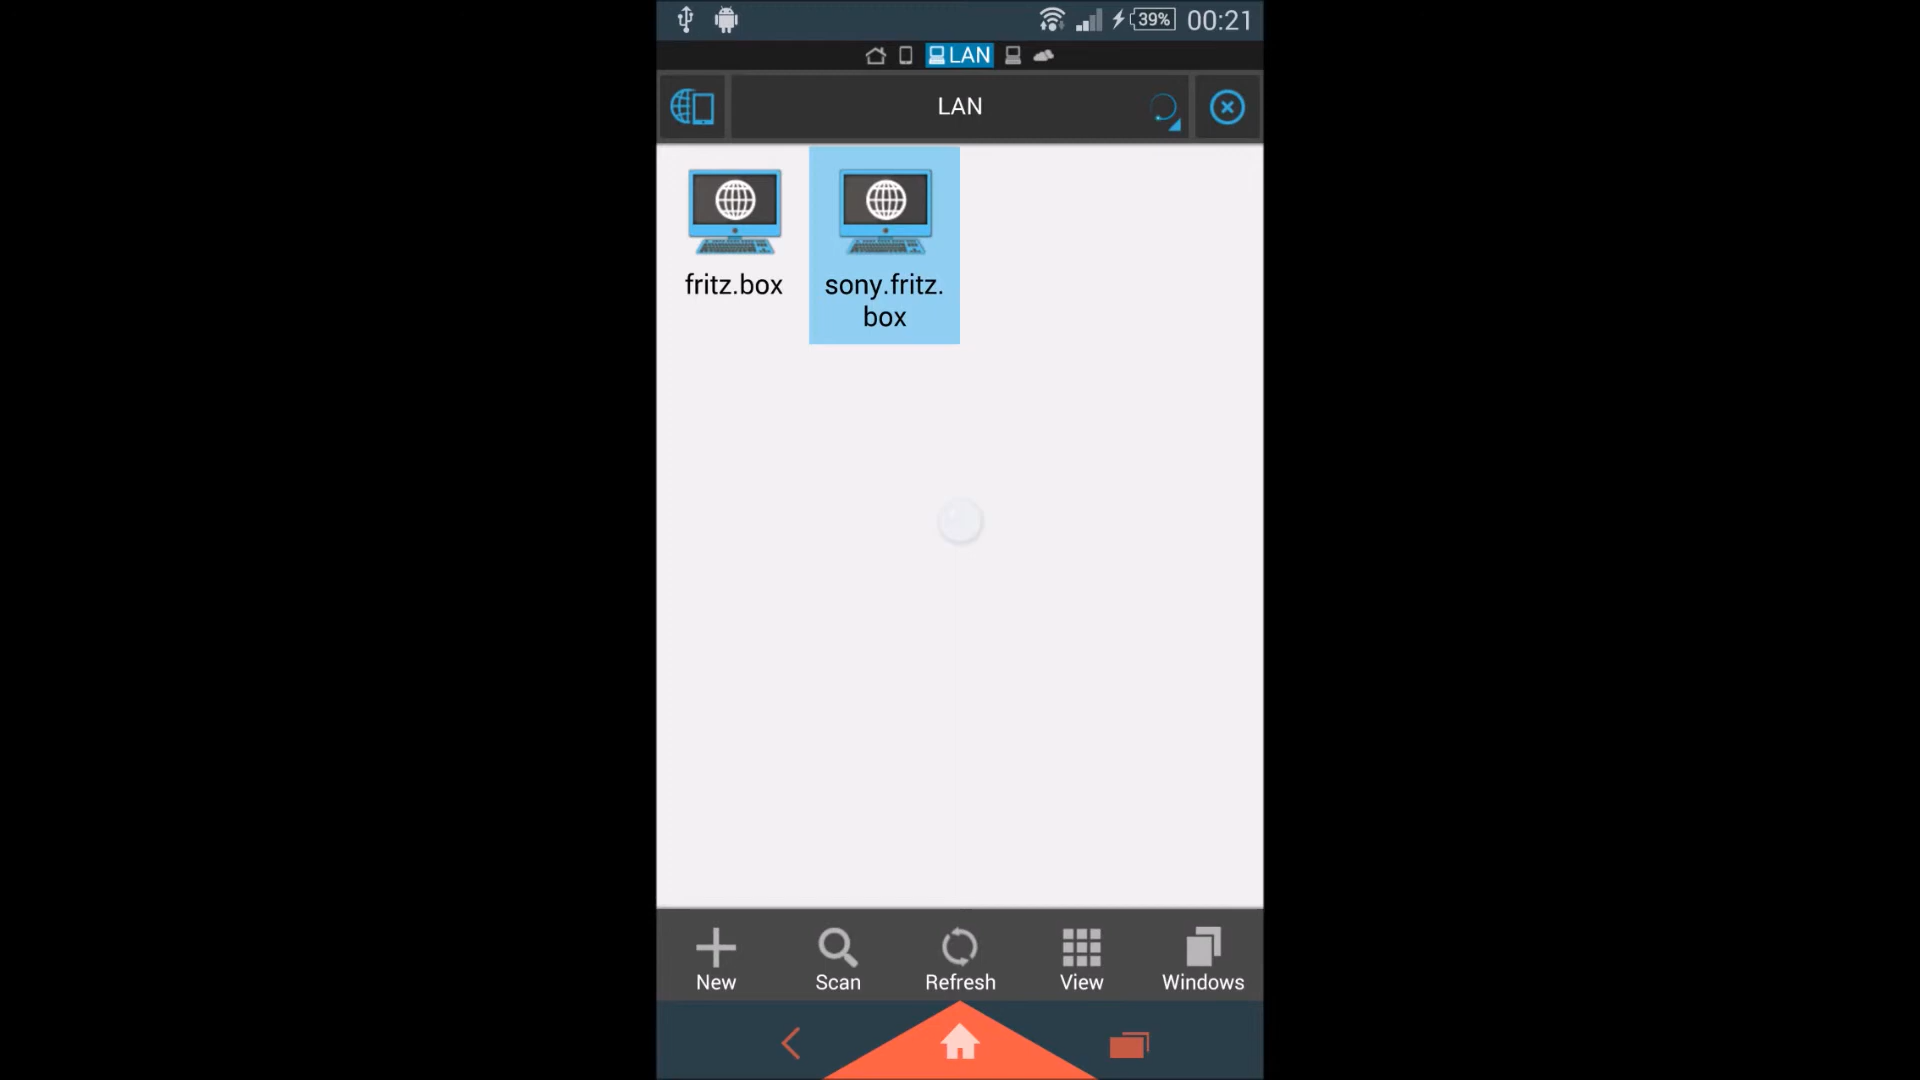 39% 00:21
LAN
LAN
fritz.box
sony.fritz.
box
New Scan Refresh View Windows